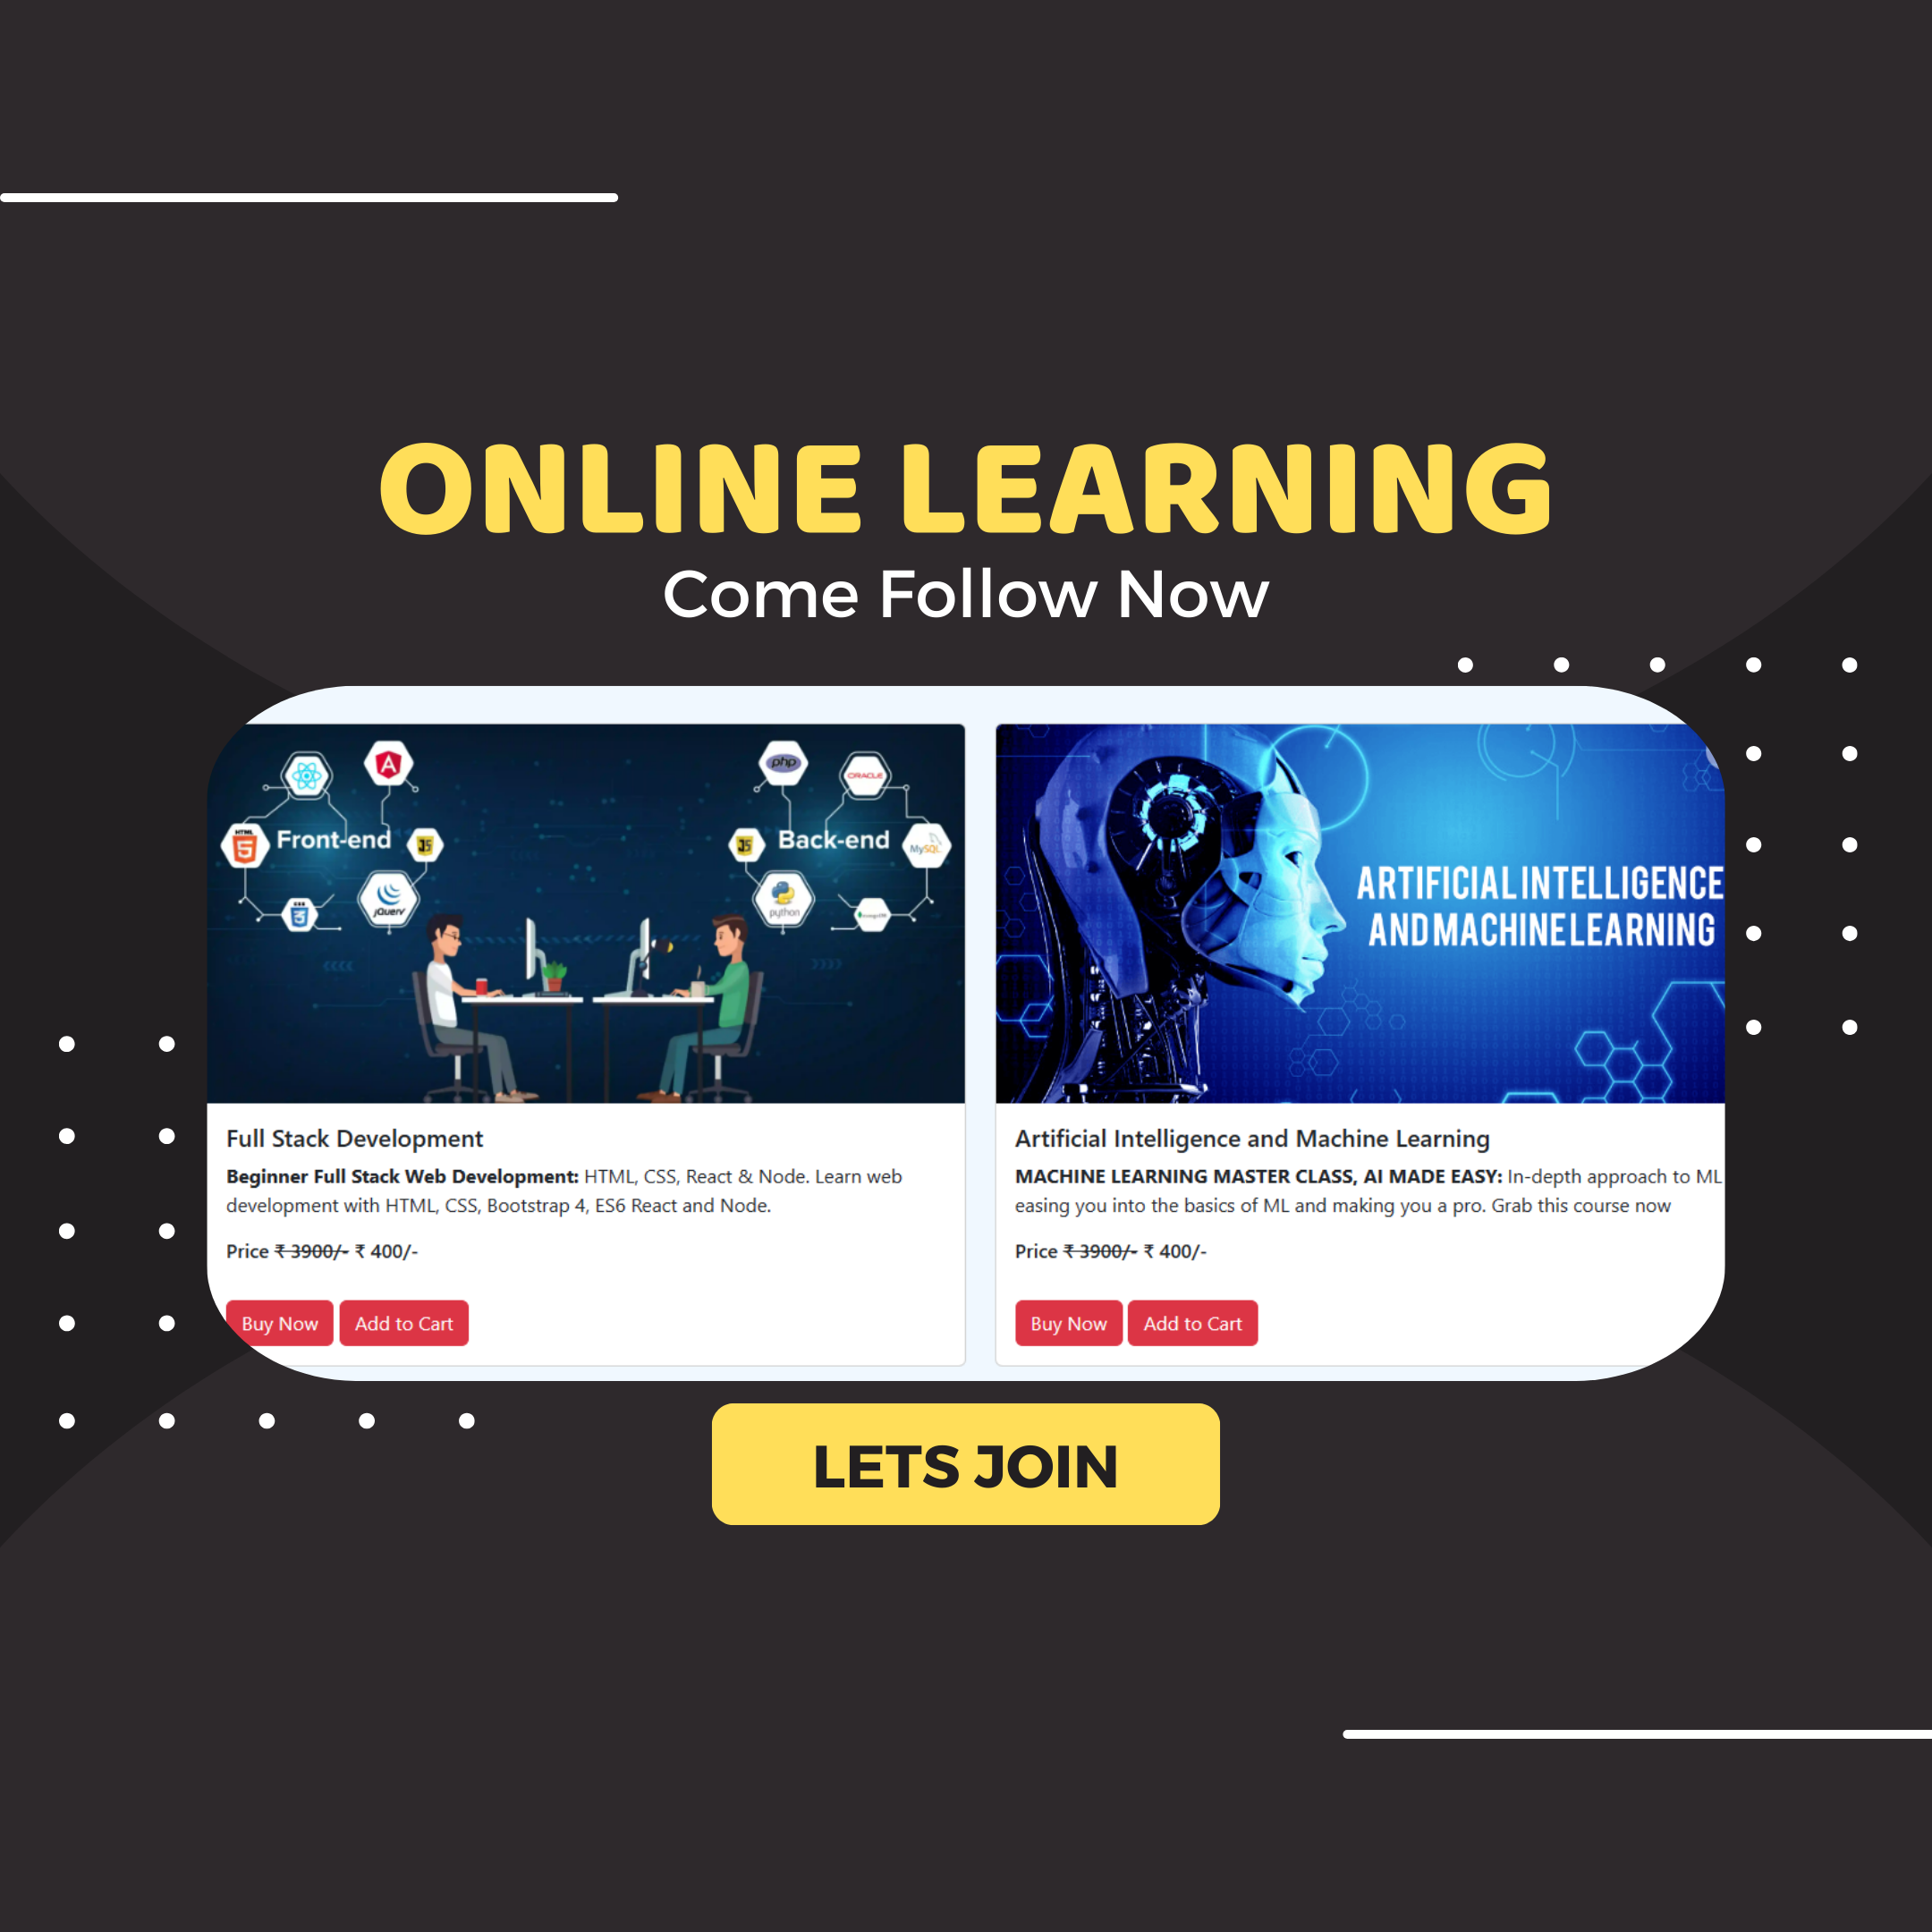 ONLINE LEARNING
Come Follow Now
php
ORACLE
HTML
5
Front-end
JS
JS
Back-end
MySQL
3
jQuery
python
mongoDB
ARTIFICIAL INTELLIGENCE
AND MACHINE LEARNING
Full Stack Development
Beginner Full Stack Web Development: HTML, CSS, React & Node. Learn web
development with HTML, CSS, Bootstrap 4, ES6 React and Node.
Price ₹ 3900/- ₹ 400/-
Buy Now Add to Cart
Artificial Intelligence and Machine Learning
MACHINE LEARNING MASTER CLASS, AI MADE EASY: In-depth approach to ML
easing you into the basics of ML and making you a pro. Grab this course now
Price ₹ 3900/- ₹ 400/-
Buy Now Add to Cart
LETS JOIN